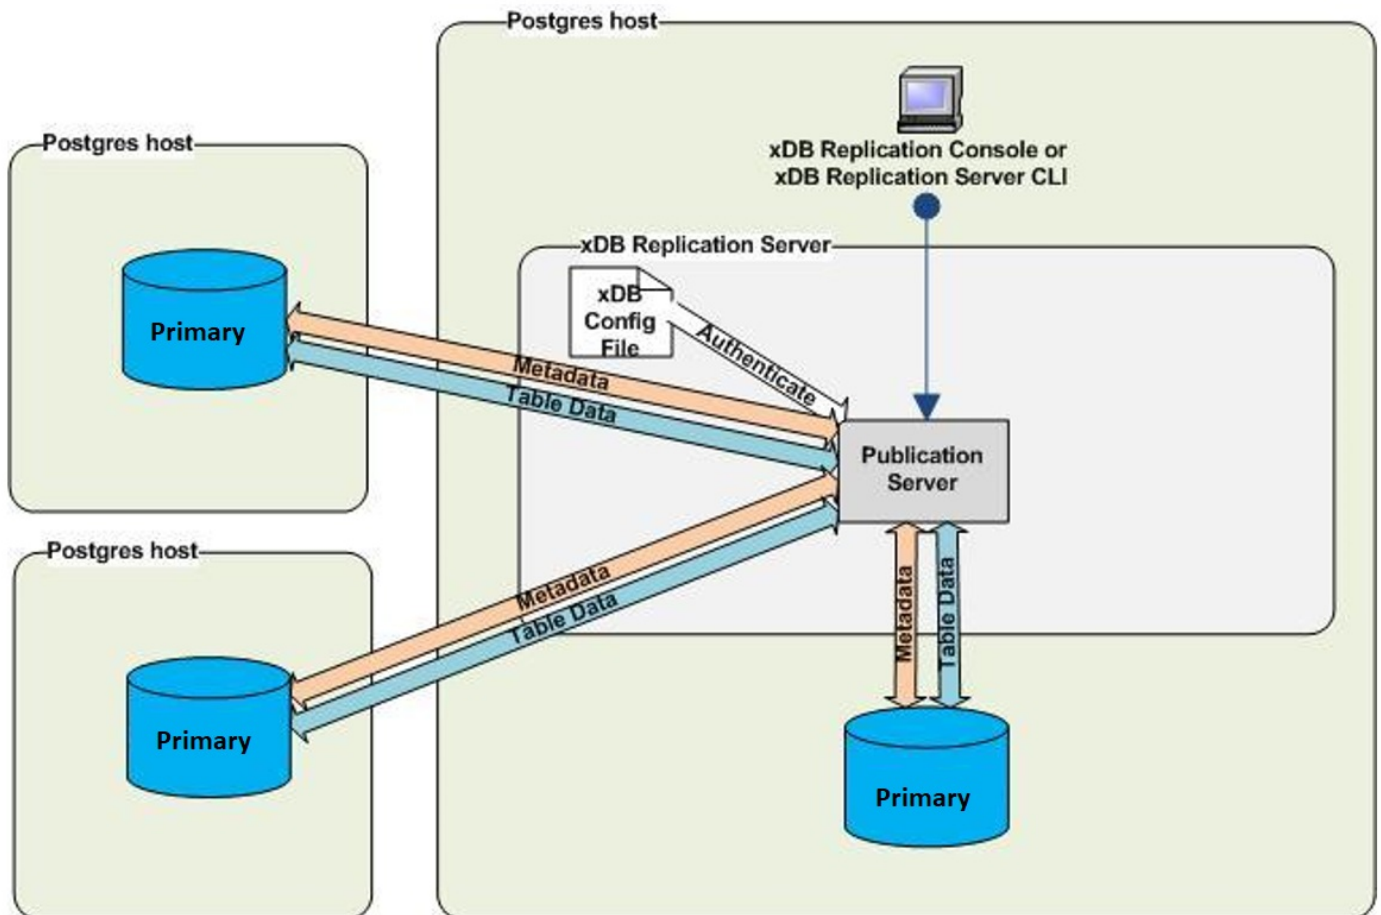 Postgres host
xDB Replication Console or
xDB Replication Server CLI
Postgres host
Primary
xDB Replication Server
xDB
Config
File
Authenticate
Metadata
Table Data
Publication
Server
Postgres host
Primary
Metadata
Table Data
Metadata
Table Data
Primary